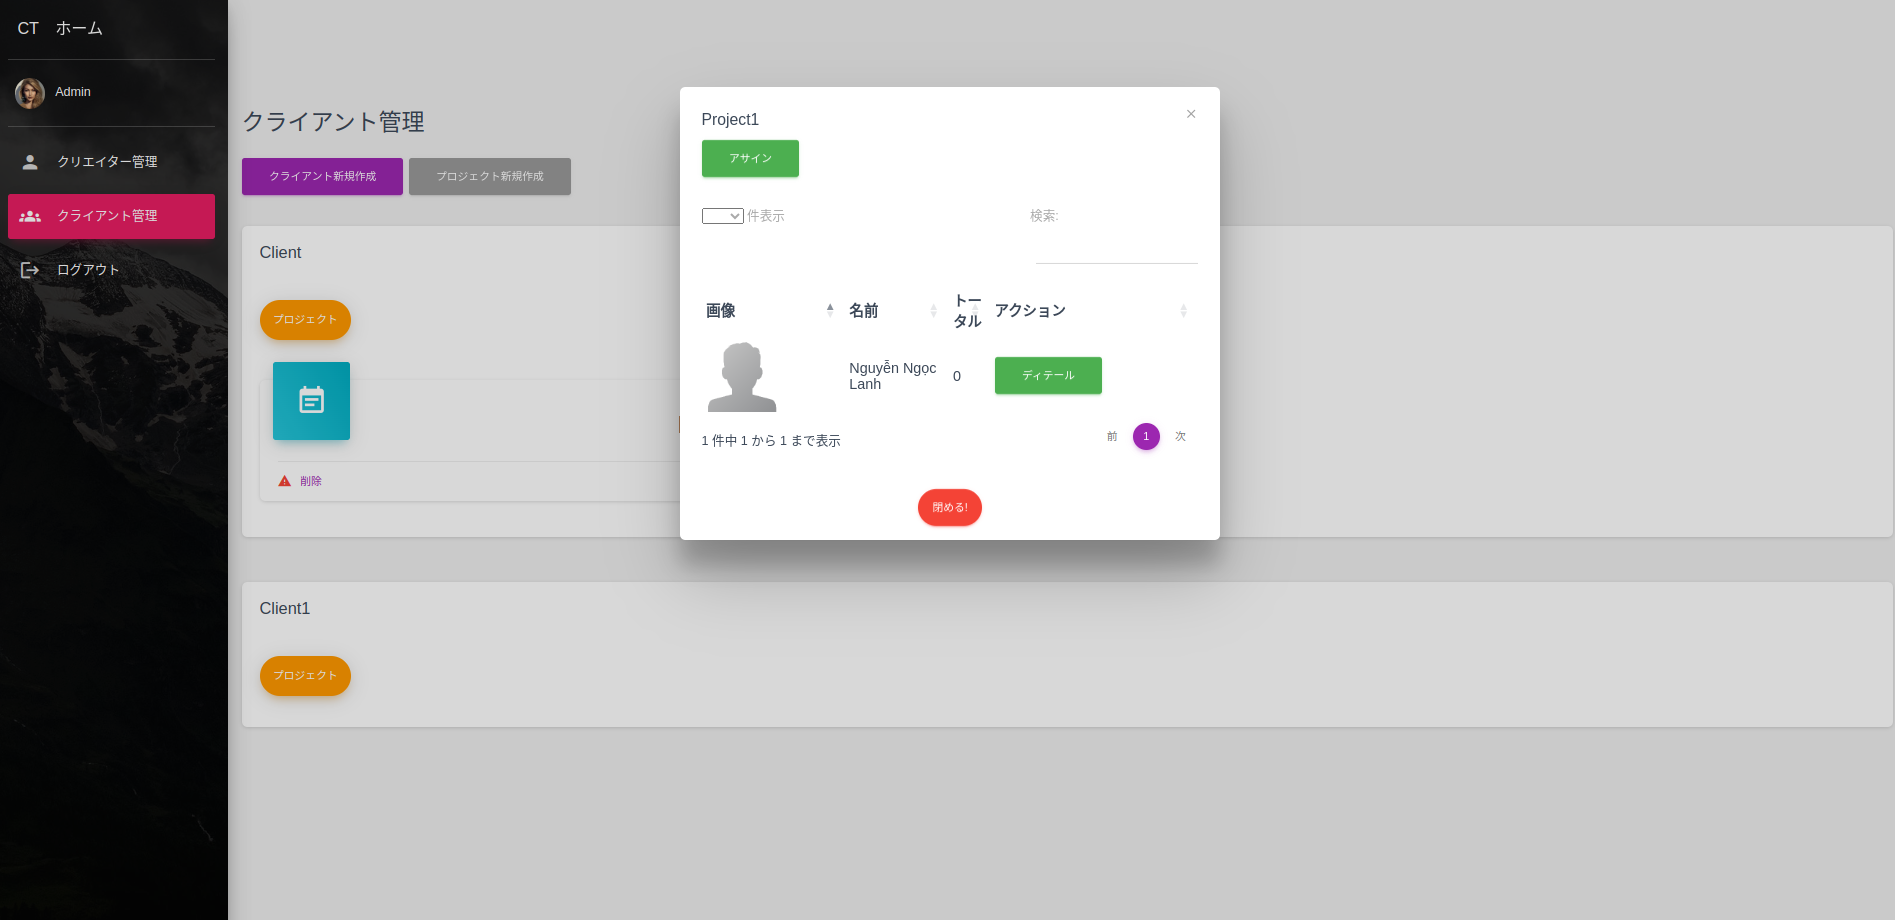 CT ホーム
Admin
クリエイター管理
クライアント管理
ログアウト
クライアント管理
クライアント新規作成 プロジェクト新規作成
Client
プロジェクト
削除
Client1
プロジェクト
Project1 ×
アサイン
件表示 検索:
画像 名前 トー
タル アクション
Nguyễn Ngọc
Lanh 0 ディテール
1 件中 1 から 1 まで表示 前 1 次
閉める!